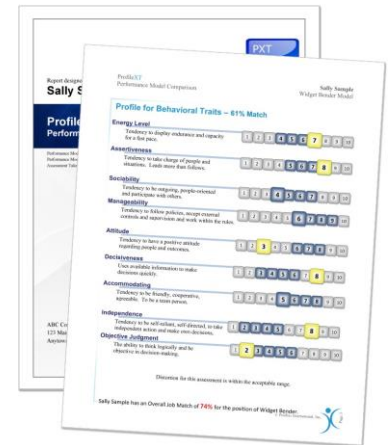 PXT
Report designed
Sally S
Profile
Perform
Performance Mo
Performance Mod
Assessment Take
ABC Co
123 Mai
Anytow
ProfileXT
Performance Model Comparison
Sally Sample
Widget Bender Model
Profile for Behavioral Traits – 61% Match
Energy Level
Tendency to display endurance and capacity
for a fast pace.
1 2 3 4 5 6 7 8 9 10
Assertiveness
Tendency to take charge of people and
situations. Leads more than follows.
1 2 3 4 5 6 7 8 9 10
Sociability
Tendency to be outgoing, people-oriented
and participate with others.
1 2 3 4 5 6 7 8 9 10
Manageability
Tendency to follow policies, accept external
controls and supervision and work within the rules.
1 2 3 4 5 6 7 8 9 10
Attitude
Tendency to have a positive attitude
regarding people and outcomes.
1 2 3 4 5 6 7 8 9 10
Decisiveness
Uses available information to make
decisions quickly.
1 2 3 4 5 6 7 8 9 10
Accommodating
Tendency to be friendly, cooperative,
agreeable. To be a team person.
1 2 3 4 5 6 7 8 9 10
Independence
Tendency to be self-reliant, self-directed, to take
independent action and make own decisions.
1 2 3 4 5 6 7 8 9 10
Objective Judgment
The ability to think logically and be
objective in decision-making.
1 2 3 4 5 6 7 8 9 10
Distortion for this assessment is within the acceptable range.
Sally Sample has an Overall Job Match of 74% for the position of Widget Bender.